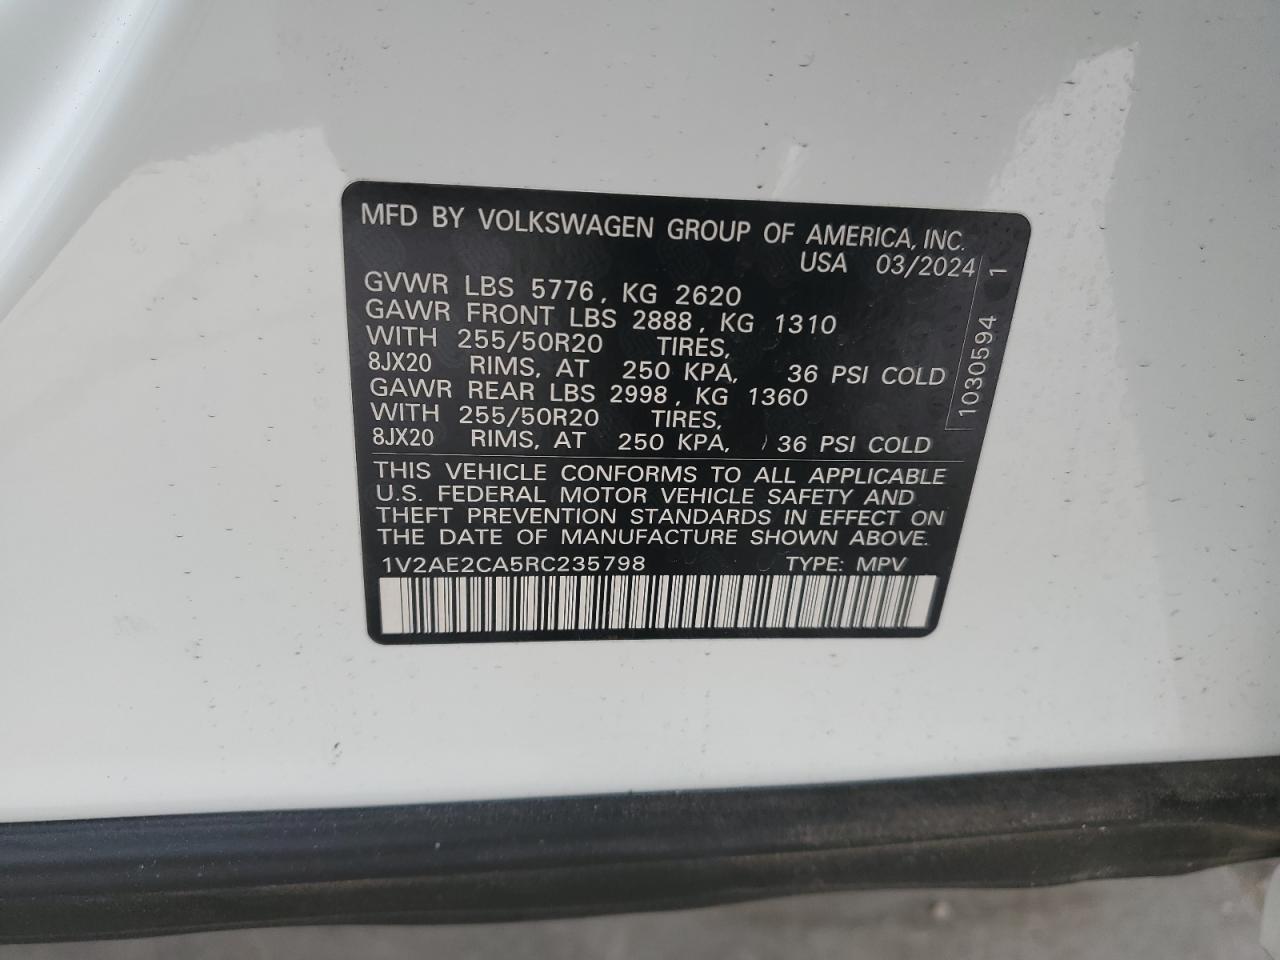 MFD BY VOLKSWAGEN GROUP OF AMERICA, INC.
USA 03/2024
GVWR LBS 5776, KG 2620
GAWR FRONT LBS 2888, KG 1310
WITH 255/50R20 TIRES,
8JX20 RIMS, AT 250 KPA, 36 PSI COLD
GAWR REAR LBS 2998, KG 1360
WITH 255/50R20 TIRES,
8JX20 RIMS, AT 250 KPA, 36 PSI COLD
1030594 1
THIS VEHICLE CONFORMS TO ALL APPLICABLE
U.S. FEDERAL MOTOR VEHICLE SAFETY AND
THEFT PREVENTION STANDARDS IN EFFECT ON
THE DATE OF MANUFACTURE SHOWN ABOVE.
1V2AE2CA5RC235798 TYPE: MPV